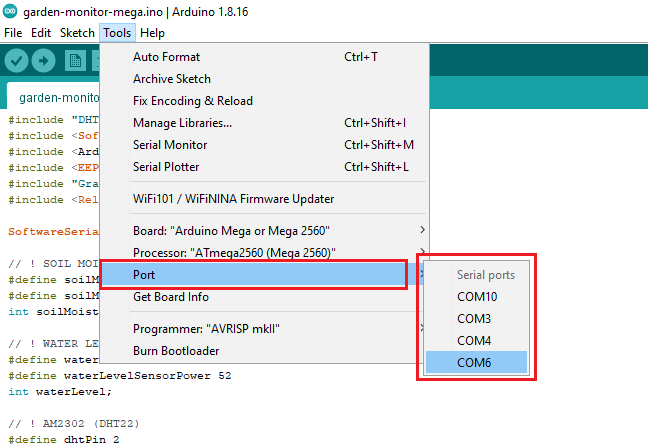 garden-monitor-mega.ino | Arduino 1.8.16
File Edit Sketch Tools Help
Auto Format Ctrl+T
Archive Sketch
garden-monito
Fix Encoding & Reload
#include "DHT
Manage Libraries... Ctrl+Shift+I
#include <Sof
Serial Monitor Ctrl+Shift+M
#include <Ard
Serial Plotter Ctrl+Shift+L
#include <EEP
#include "Gra
WiFi101 / WiFiNINA Firmware Updater
#include <Rel
Board: "Arduino Mega or Mega 2560"
SoftwareSeria
Processor: "ATmega2560 (Mega 2560)"
// ! SOIL MOI
Port
Serial ports
#define soilM
#define soilM
Get Board Info
COM10
int soilMoist
COM3
Programmer: "AVRISP mkII"
// ! WATER LE
COM4
Burn Bootloader
#define water
COM6
#define waterLevelSensorPower 52
int waterLevel;
// ! AM2302 (DHT22)
#define dhtPin 2